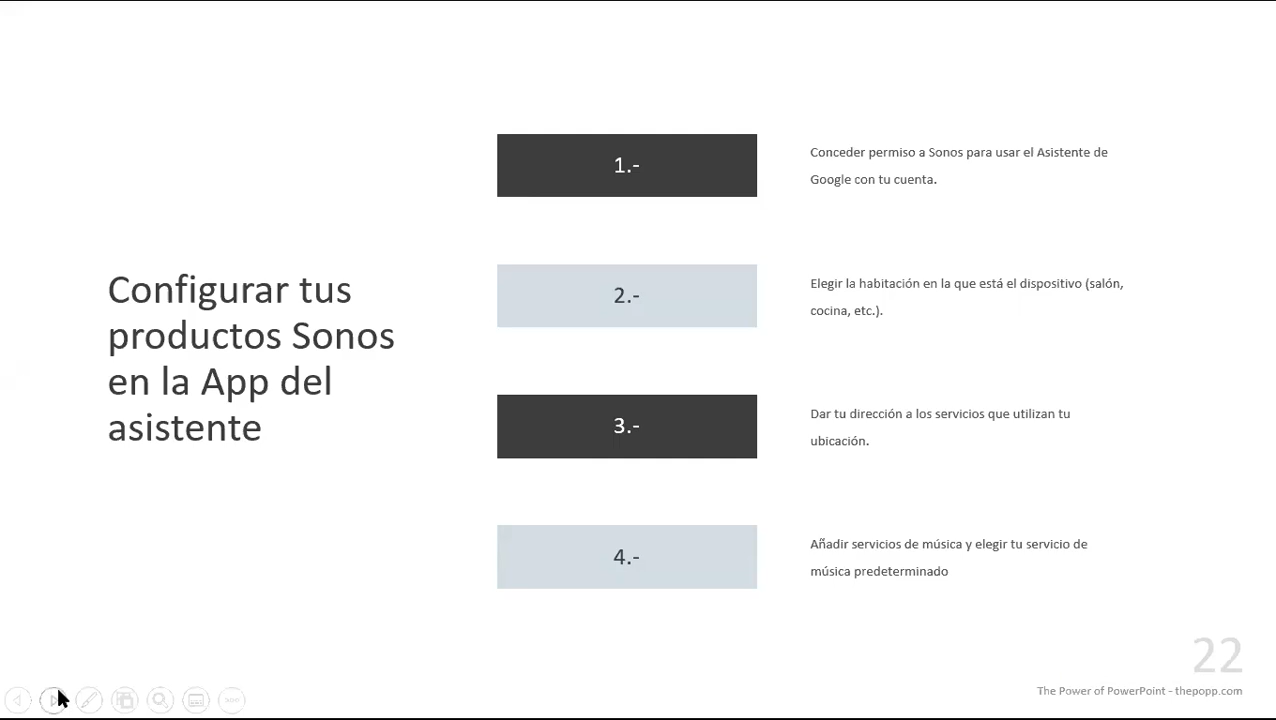 Configurar tus
productos Sonos
en la App del
asistente
1.-
Conceder permiso a Sonos para usar el Asistente de
Google con tu cuenta.
2.-
Elegir la habitación en la que está el dispositivo (salón,
cocina, etc.).
3.-
Dar tu dirección a los servicios que utilizan tu
ubicación.
4.-
Añadir servicios de música y elegir tu servicio de
música predeterminado
22
The Power of PowerPoint - thepopp.com